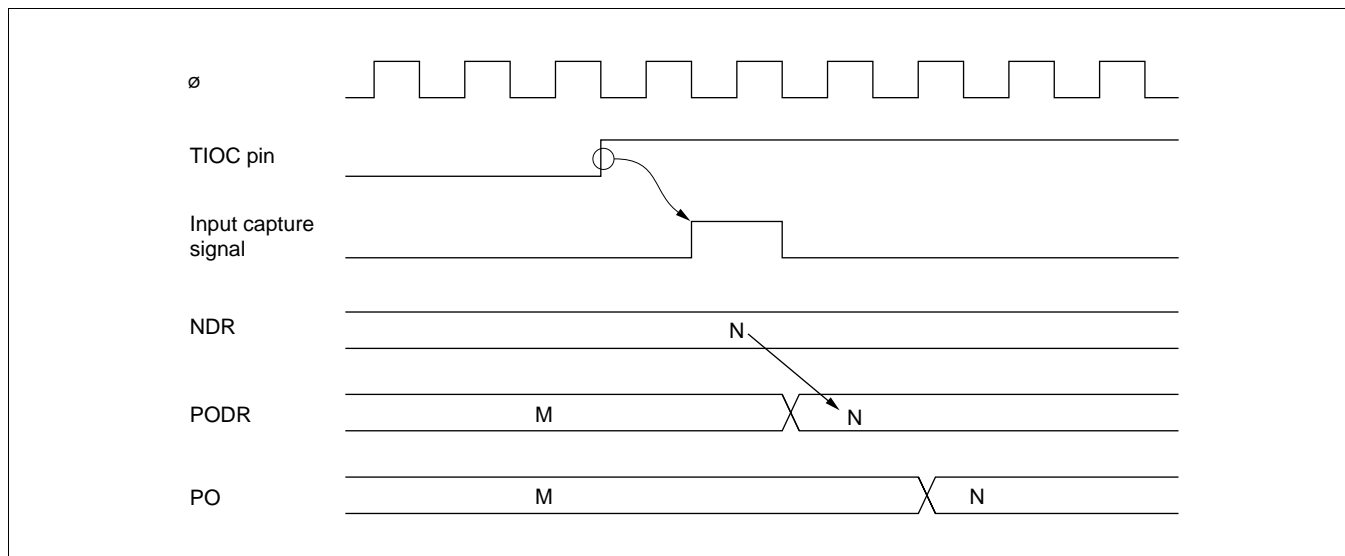 ø
TIOC pin
Input capture
signal
NDR
N
PODR
M
N
PO
M
N